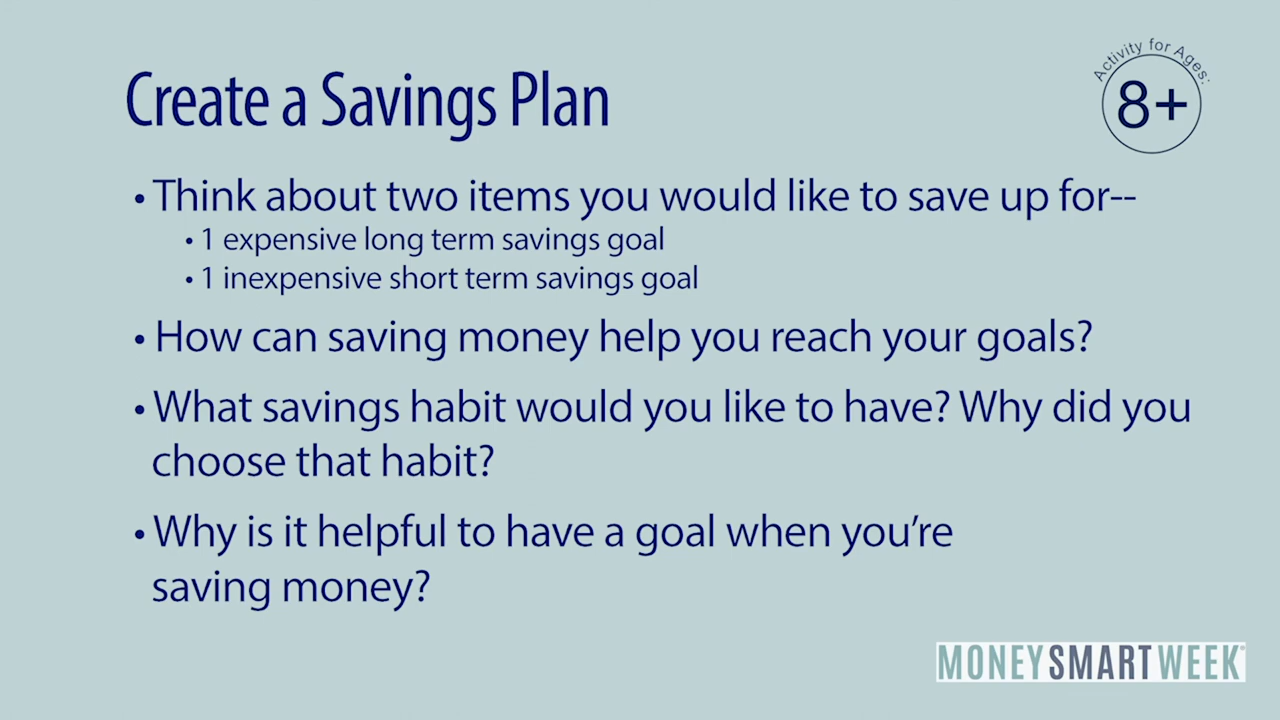 Activity for Ages:
8+
Create a Savings Plan
• Think about two items you would like to save up for--
• 1 expensive long term savings goal
• 1 inexpensive short term savings goal
• How can saving money help you reach your goals?
• What savings habit would you like to have? Why did you
choose that habit?
• Why is it helpful to have a goal when you’re
saving money?
MONEY SMART WEEK®